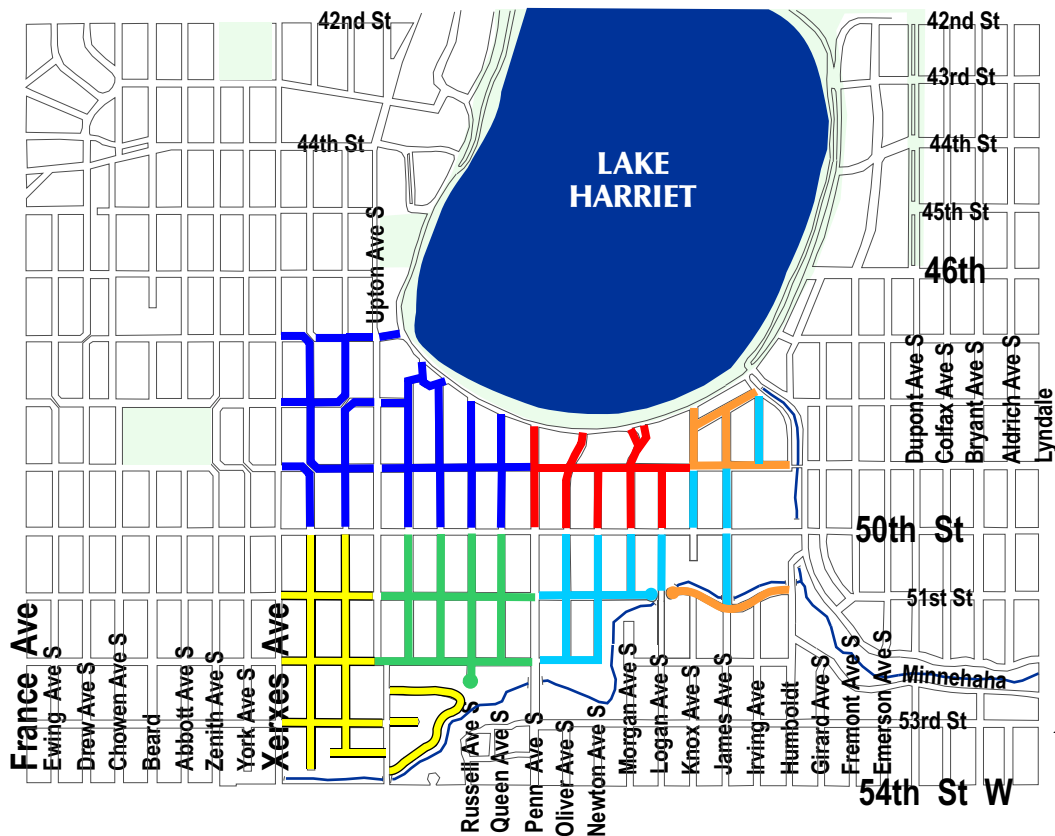 42nd St
42nd St
43rd St
44th St
44th St
LAKE
HARRIET
45th St
46th
Upton Ave S
Dupont Ave S
Colfax Ave S
Bryant Ave S
Aldrich Ave S
Lyndale
50th St
51st St
Minnehaha
53rd St
54th St W
France Ave
Ewing Ave S
Drew Ave S
Chowen Ave S
Beard
Abbott Ave S
Zenith Ave S
York Ave S
Xerxes Ave
Russell Ave S
Queen Ave S
Penn Ave S
Oliver Ave S
Newton Ave S
Morgan Ave S
Logan Ave S
Knox Ave S
James Ave S
Irving Ave
Humboldt
Girard Ave S
Fremont Ave S
Emerson Ave S